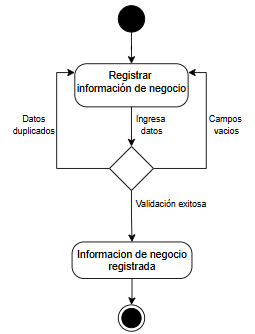 Registrar
información de negocio
Datos
duplicados
Ingresa
datos
Campos
vacios
Validación exitosa
Informacion de negocio
registrada